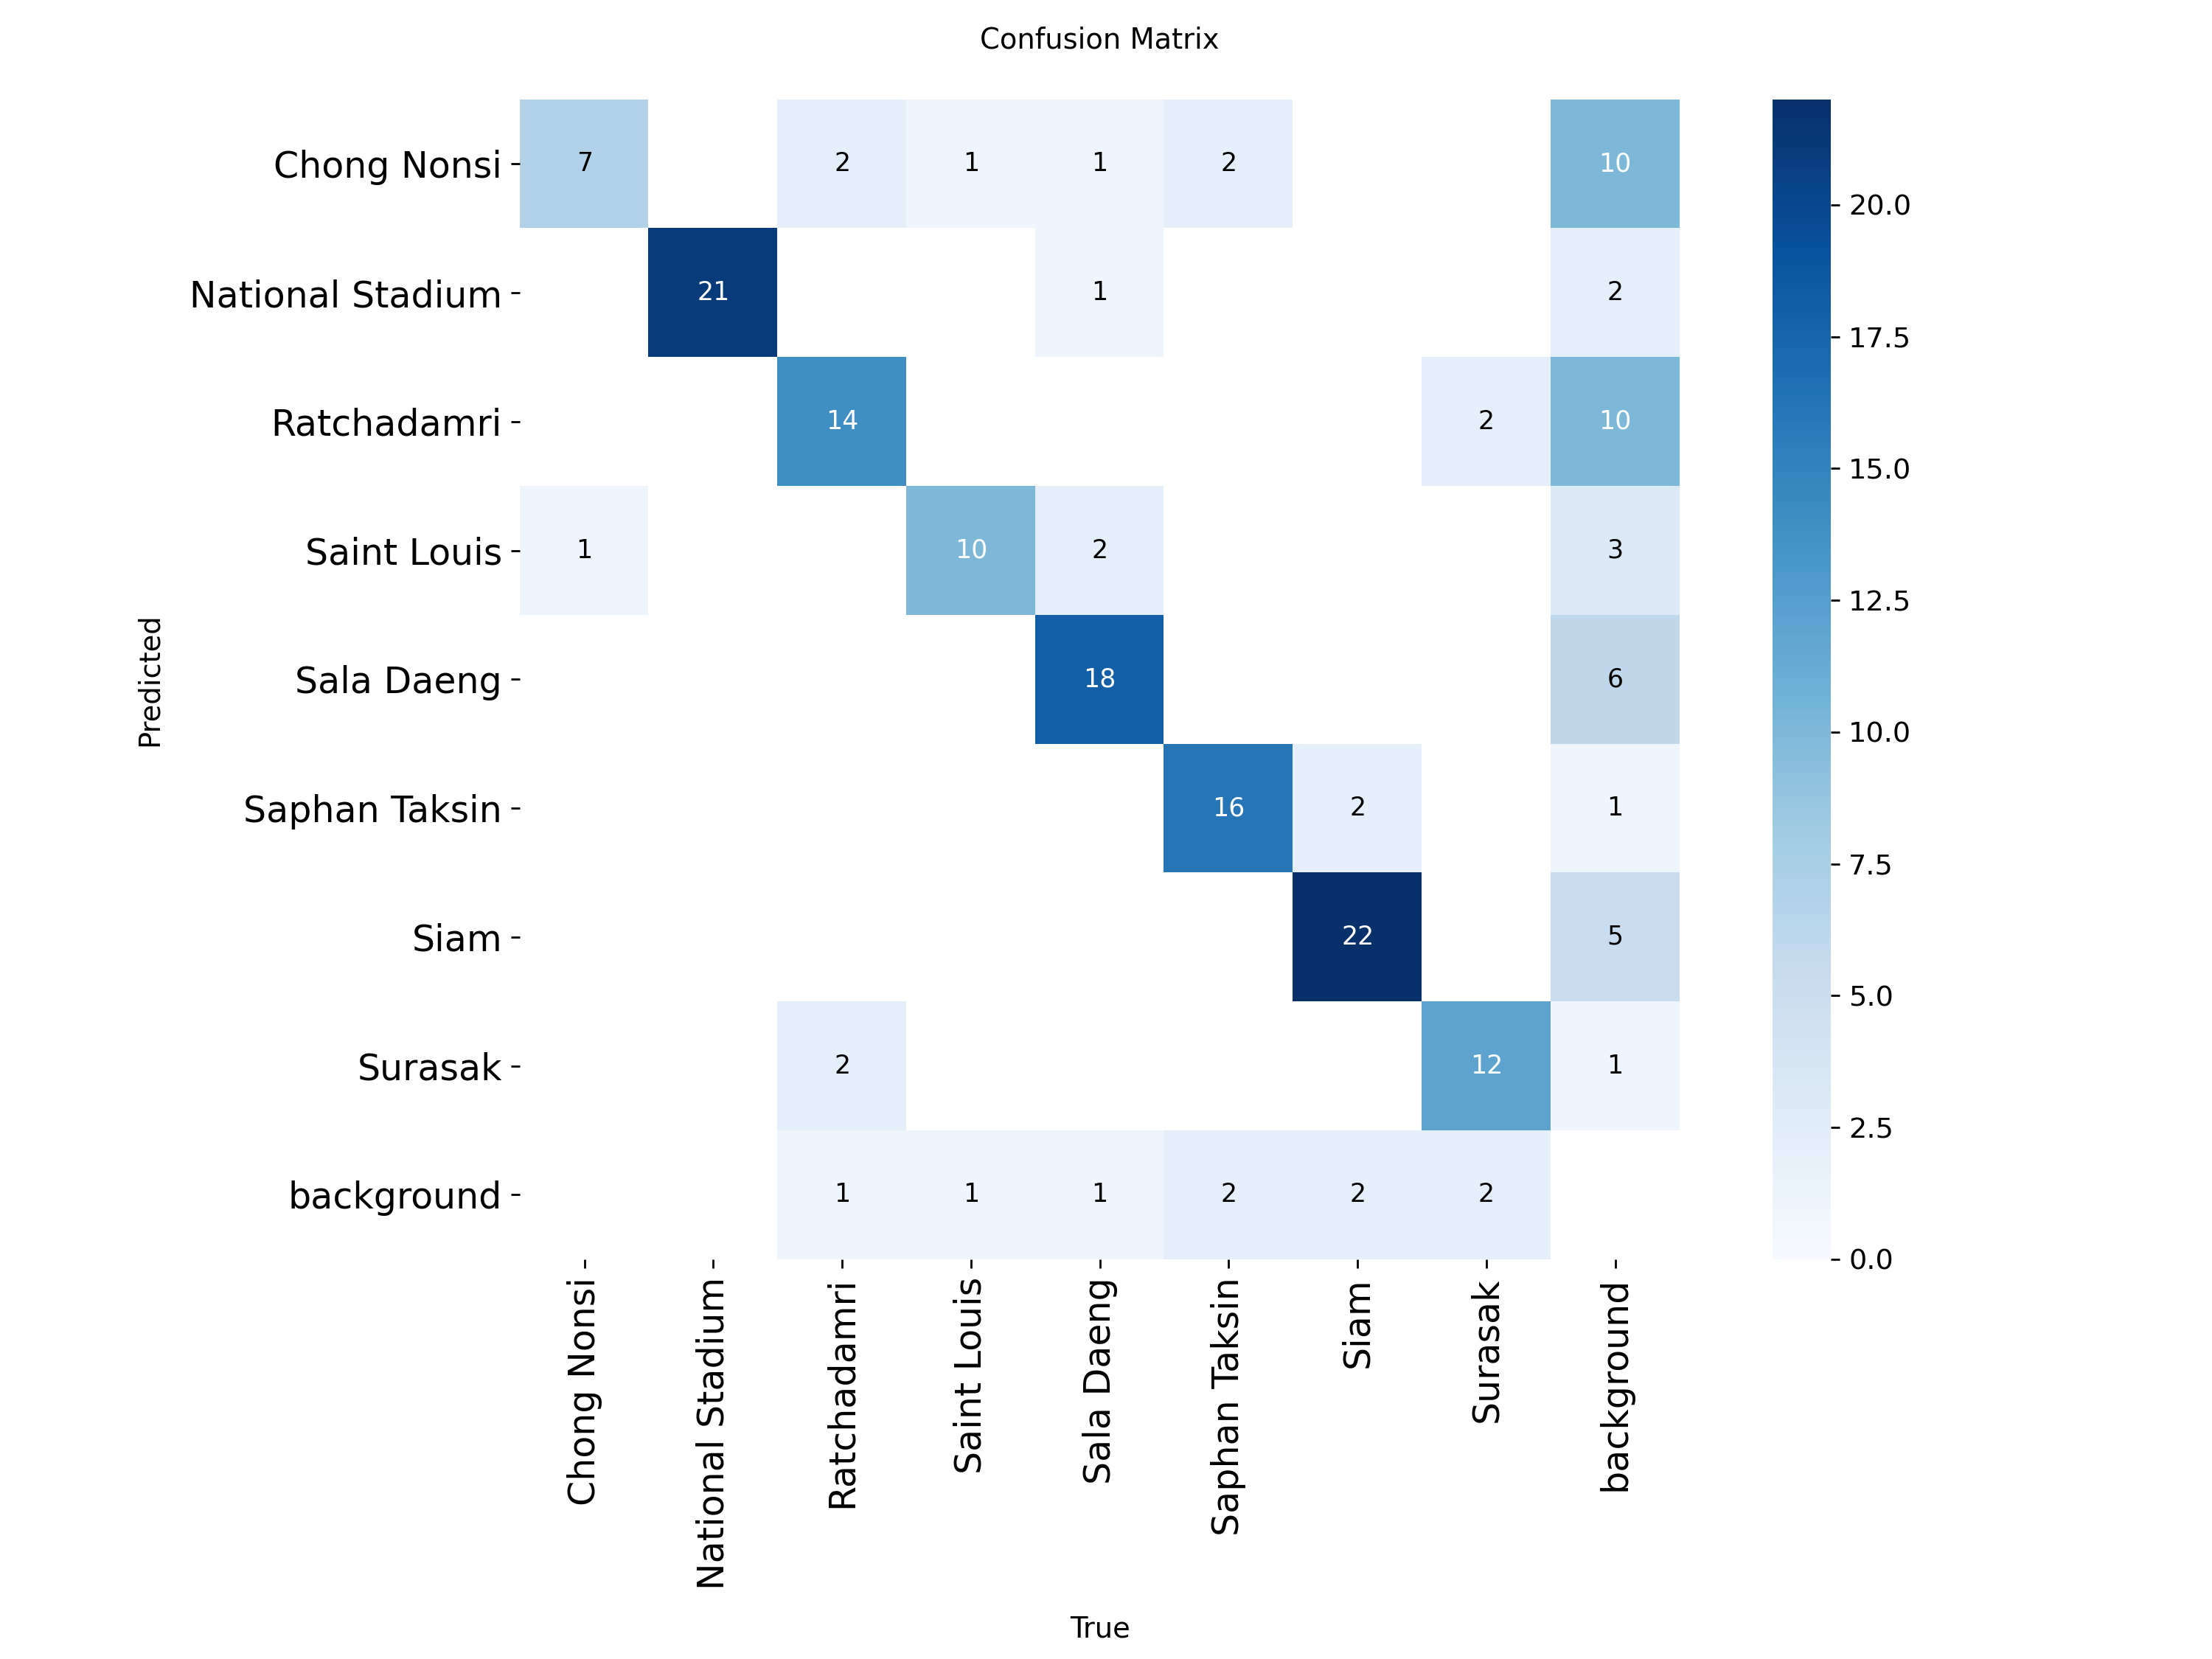 Confusion Matrix
Predicted
Chong Nonsi 7 2 1 1 2 10
National Stadium 21 1 2
Ratchadamri 14 2 10
Saint Louis 1 10 2 3
Sala Daeng 18 6
Saphan Taksin 16 2 1
Siam 22 5
Surasak 2 12 1
background 1 1 1 2 2 2
Chong Nonsi
National Stadium
Ratchadamri
Saint Louis
Sala Daeng
Saphan Taksin
Siam
Surasak
background
True
20.0
17.5
15.0
12.5
10.0
7.5
5.0
2.5
0.0